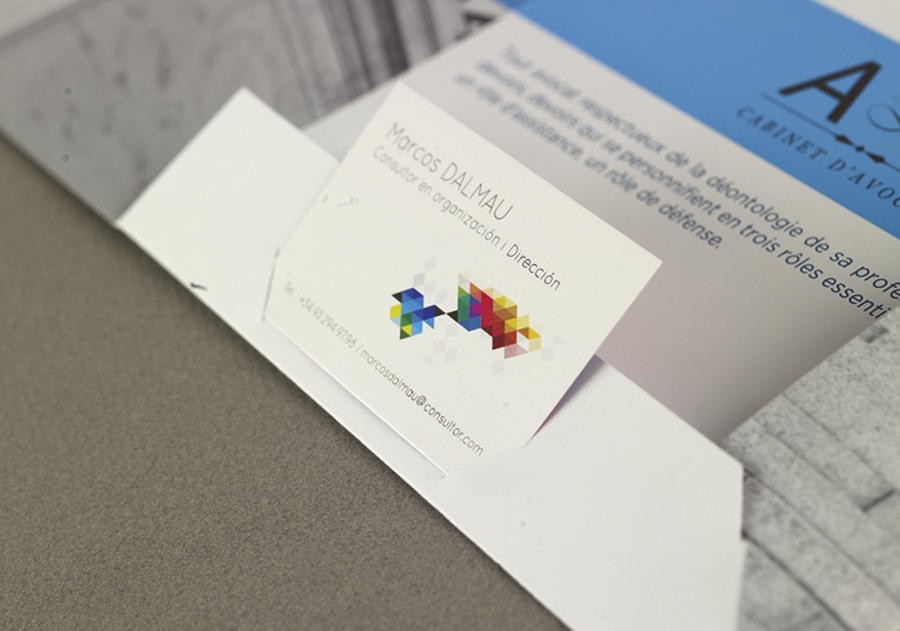 Marcos DALMAU
Consultor en organización i Dirección
Tel.: +34.93.294.97.98 / marcosdalmau@consultor.com
A
CABINET D'AVOC
Tout avocat respectueux de la déontologie de sa profe
devoirs, devoirs qui se personnifient en trois rôles essenti
un rôle d'assistance, un rôle de défense.